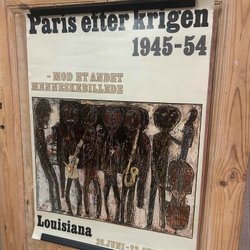 Paris efter krigen
1945-54
- MOD ET ANDET
MENNESKEBILLEDE
Louisiana